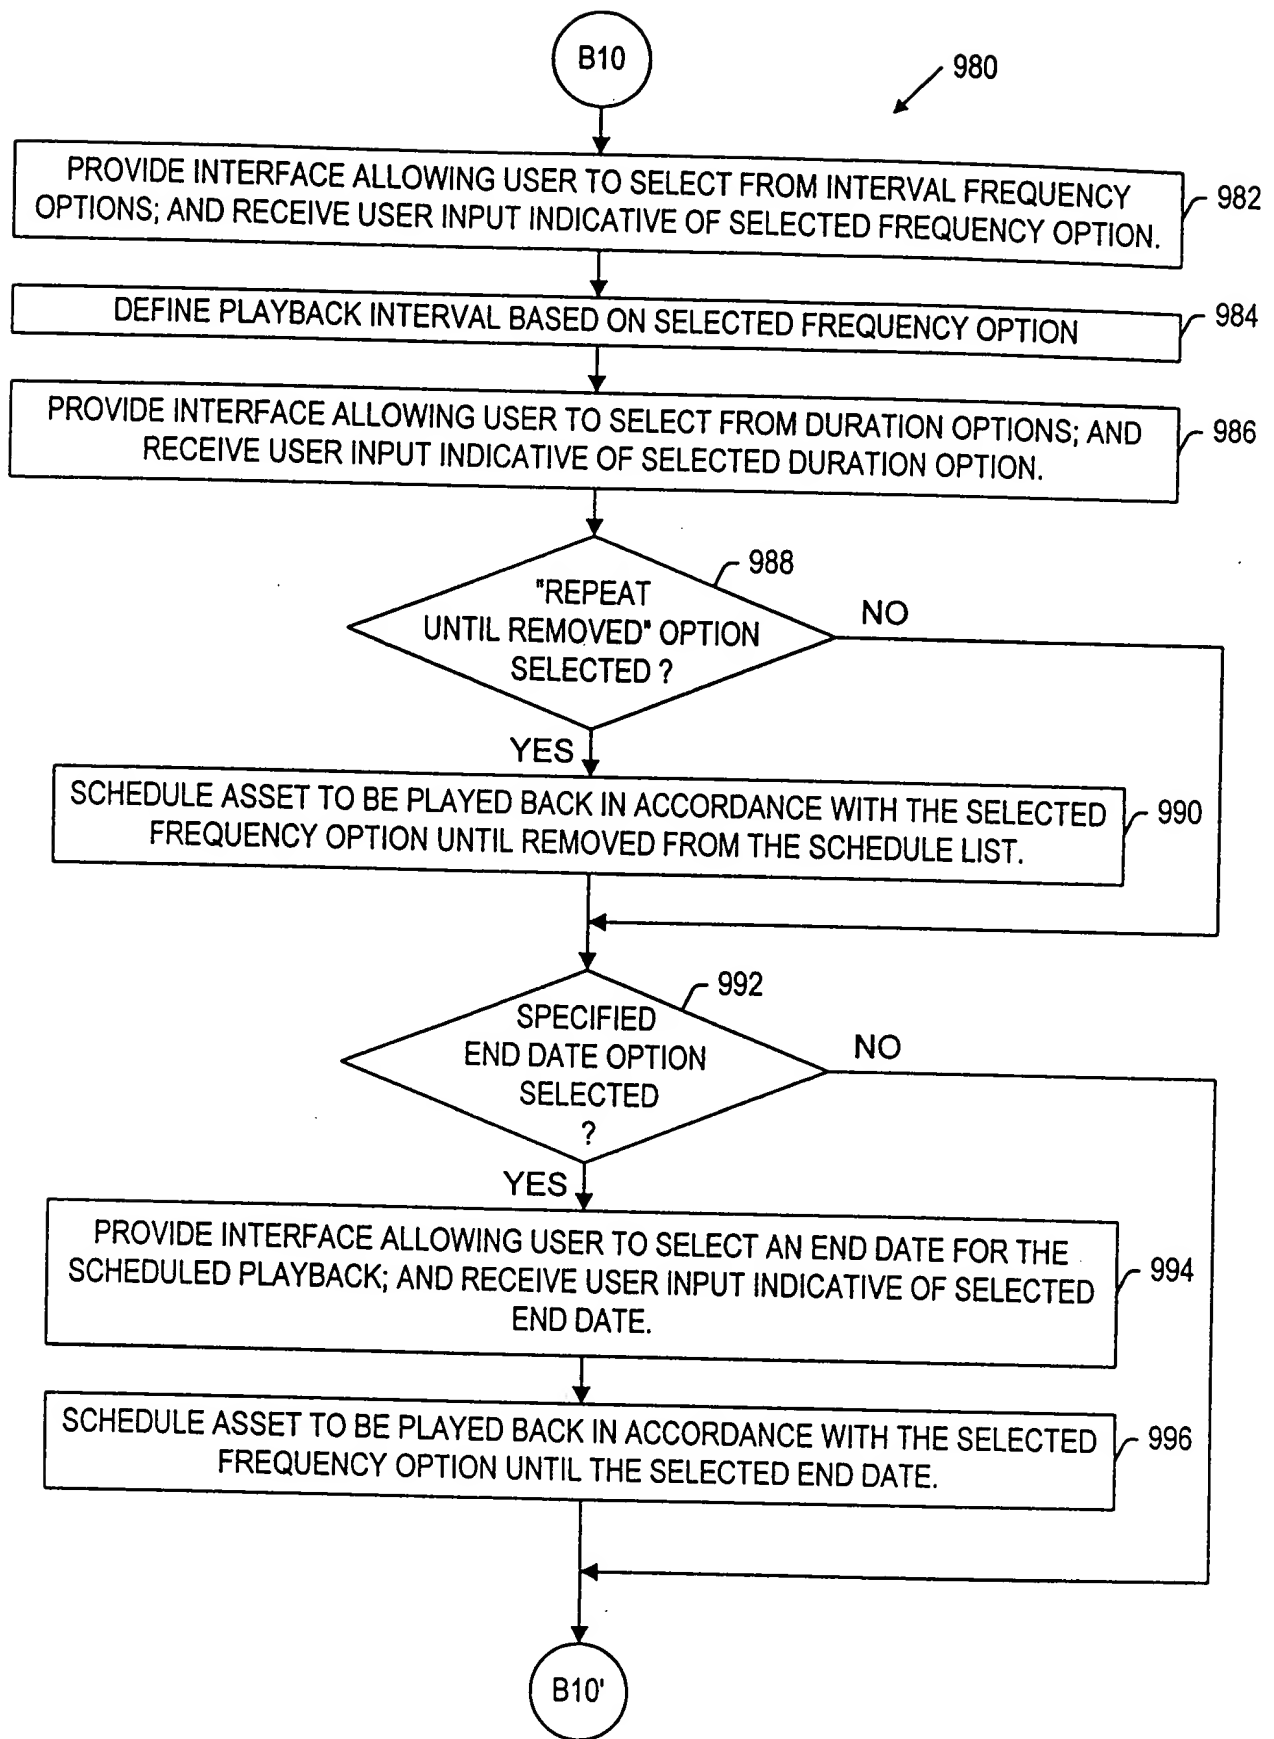 B10
980
PROVIDE INTERFACE ALLOWING USER TO SELECT FROM INTERVAL FREQUENCY
OPTIONS; AND RECEIVE USER INPUT INDICATIVE OF SELECTED FREQUENCY OPTION.
982
DEFINE PLAYBACK INTERVAL BASED ON SELECTED FREQUENCY OPTION
984
PROVIDE INTERFACE ALLOWING USER TO SELECT FROM DURATION OPTIONS; AND
RECEIVE USER INPUT INDICATIVE OF SELECTED DURATION OPTION.
986
988
"REPEAT
UNTIL REMOVED" OPTION
SELECTED ?
NO
YES
SCHEDULE ASSET TO BE PLAYED BACK IN ACCORDANCE WITH THE SELECTED
FREQUENCY OPTION UNTIL REMOVED FROM THE SCHEDULE LIST.
990
992
SPECIFIED
END DATE OPTION
SELECTED
?
NO
YES
PROVIDE INTERFACE ALLOWING USER TO SELECT AN END DATE FOR THE
SCHEDULED PLAYBACK; AND RECEIVE USER INPUT INDICATIVE OF SELECTED
END DATE.
994
SCHEDULE ASSET TO BE PLAYED BACK IN ACCORDANCE WITH THE SELECTED
FREQUENCY OPTION UNTIL THE SELECTED END DATE.
996
B10'